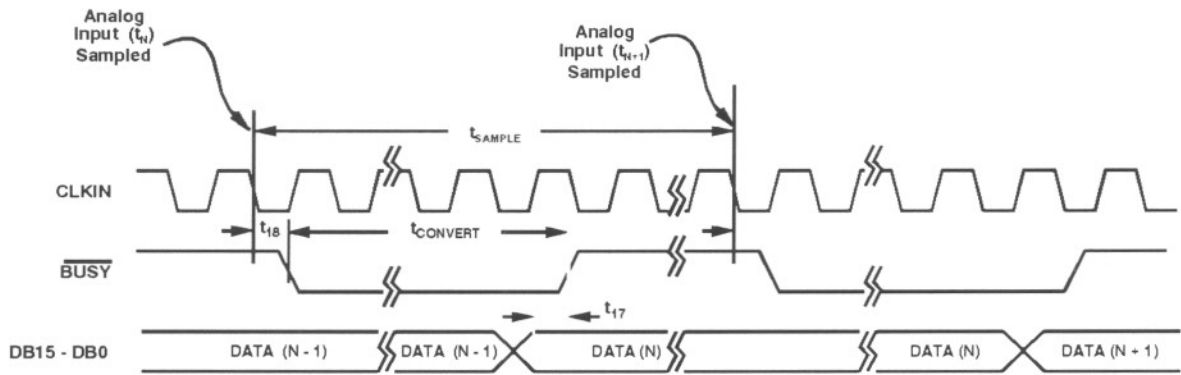 Analog
Input (tN)
Sampled
Analog
Input (tN+1)
Sampled
tSAMPLE
CLKIN
t18
tCONVERT
BUSY
t17
DB15 - DB0
DATA (N - 1)
DATA (N - 1)
DATA (N)
DATA (N)
DATA (N + 1)